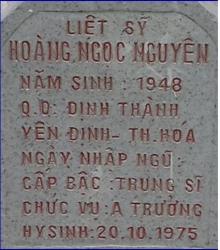 LIỆT SỸ
HOÀNG NGỌC NGUYÊN
NĂM SINH : 1948
Q.Q: ĐỊNH THÀNH
YÊN ĐỊNH - TH.HÓA
NGÀY NHẬP NGŨ :
CẤP BẬC : TRUNG SĨ
CHỨC VỤ : A TRƯỞNG
HY SINH : 20.10.1975